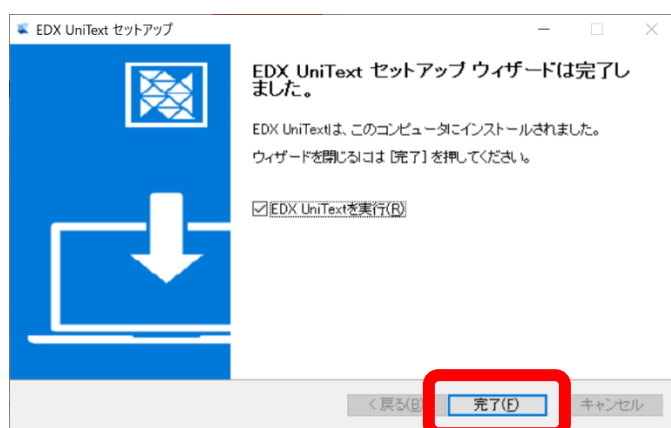 EDX UniText セットアップ
EDX UniText セットアップ ウィザードは完了し
ました。
EDX UniTextは、このコンピュータにインストールされました。
ウィザードを閉じるには [完了] を押してください。
EDX UniTextを実行(R)
< 戻る(B)
完了(F)
キャンセル